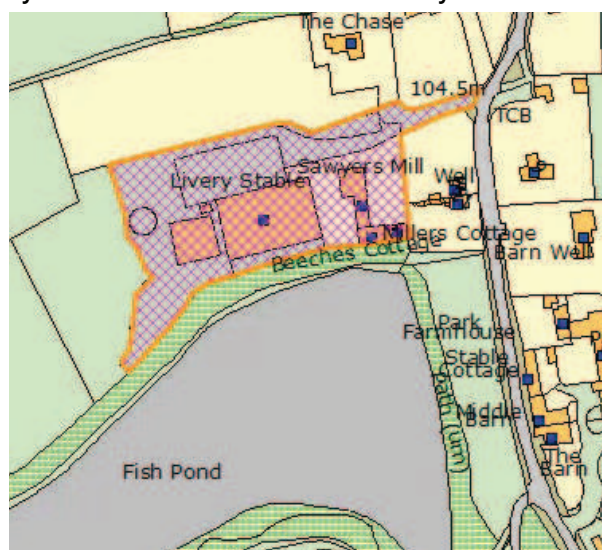 The Chase
104.5m
TCB
Sawyers Mill
Livery Stable
Well
Millers Cottage
Beeches Cottage
Barn Well
Park
Farmhouse
Stable
Cottage
Path (um)
Middle
Barn
The
Barn
Fish Pond